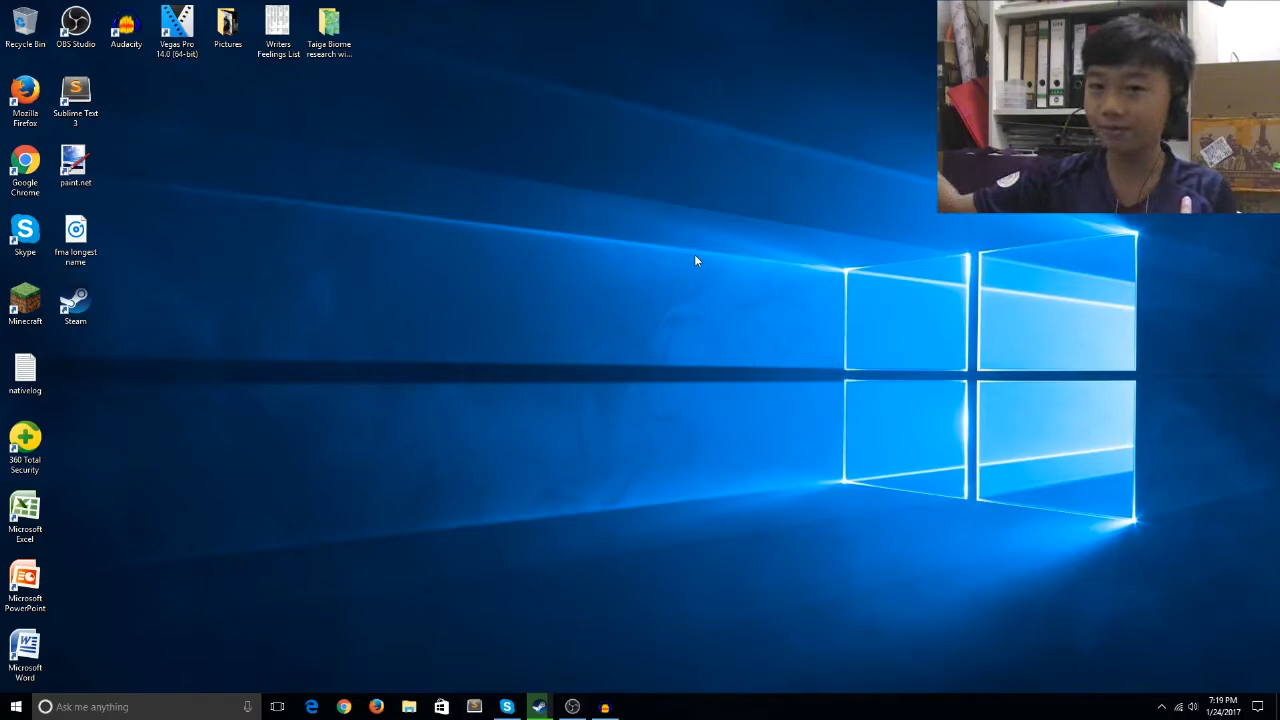 Recycle Bin
OBS Studio
Audacity
Vegas Pro
14.0 (64-bit)
Pictures
Writers
Feelings List
Taiga Biome
research wi...
Mozilla
Firefox
Sublime Text
3
Google
Chrome
paint.net
Skype
fma longest
name
Minecraft
Steam
nativelog
360 Total
Security
Microsoft
Excel
Microsoft
PowerPoint
Microsoft
Word
Ask me anything
7:19 PM
1/24/2017